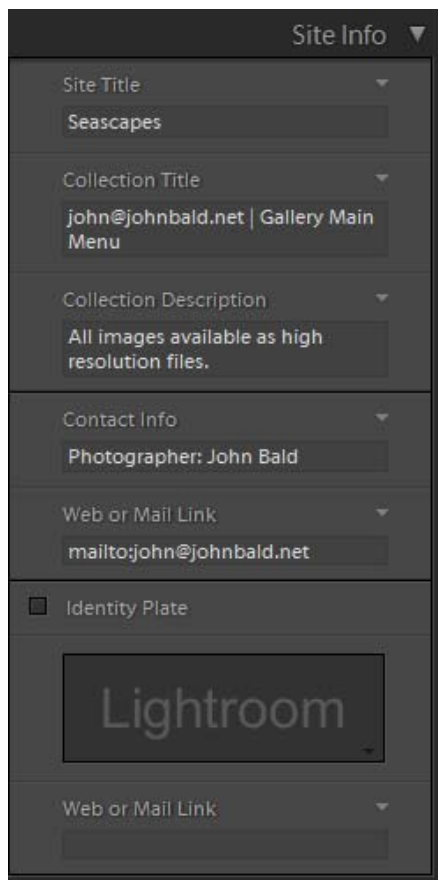 Site Info
Site Title
Seascapes
Collection Title
john@johnbald.net | Gallery Main
Menu
Collection Description
All images available as high
resolution files.
Contact Info
Photographer: John Bald
Web or Mail Link
mailto:john@johnbald.net
Identity Plate
Lightroom
Web or Mail Link